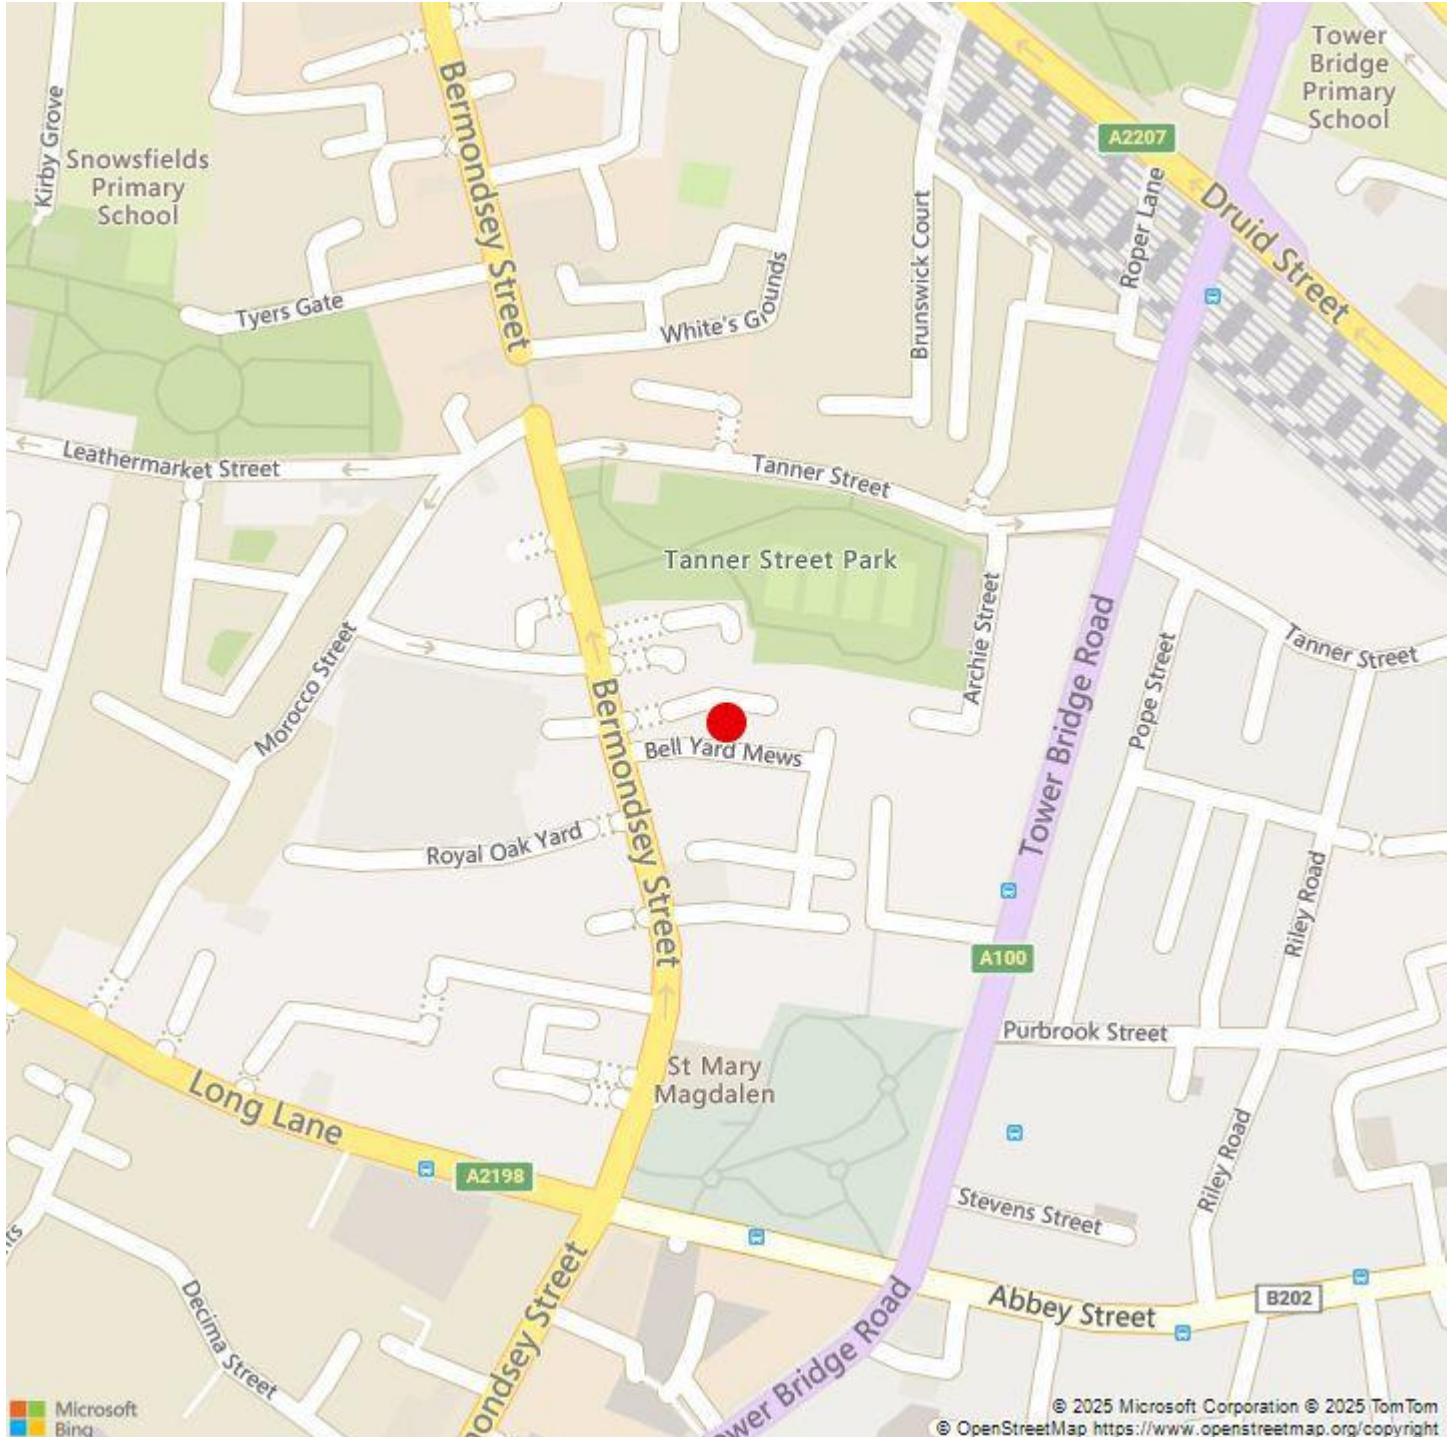 Tower
Bridge
Primary
School
Kirby Grove
Snowsfields
Primary
School
Bermondsey Street
A2207
Druid Street
Roper Lane
Brunswick Court
Tyers Gate
White's Grounds
Leathermarket Street
Tanner Street
Tanner Street Park
Archie Street
Tower Bridge Road
Pope Street
Tanner Street
Morocco Street
Bermondsey Street
Bell Yard Mews
Royal Oak Yard
Riley Road
A100
Purbrook Street
St Mary
Magdalen
Long Lane
A2198
Riley Road
Stevens Street
Abbey Street
B202
Decima Street
ondsey Street
ower Bridge Road
Microsoft
Bing
© 2025 Microsoft Corporation © 2025 TomTom
© OpenStreetMap https://www.openstreetmap.org/copyright